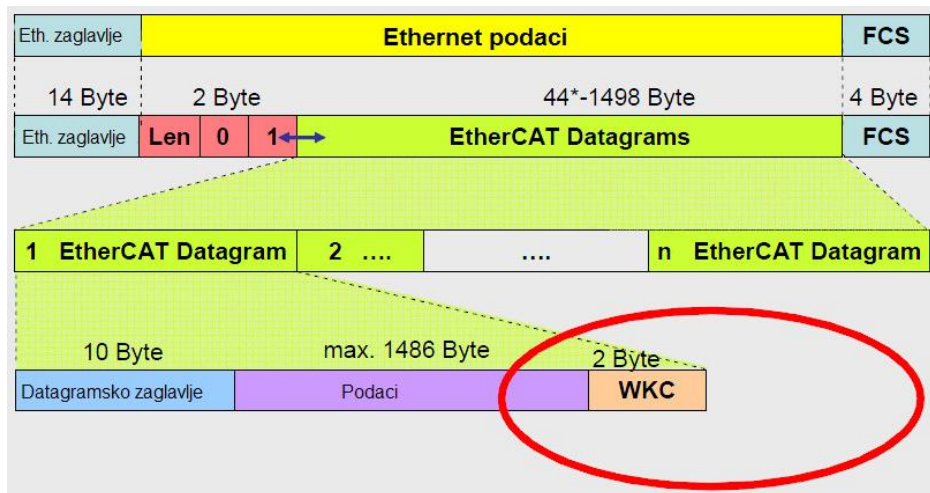 Eth. zaglavlje Ethernet podaci FCS
14 Byte 2 Byte 44*-1498 Byte 4 Byte
Eth. zaglavlje Len 0 1 EtherCAT Datagrams FCS
1 EtherCAT Datagram 2 .... .... n EtherCAT Datagram
10 Byte max. 1486 Byte 2 Byte
Datagramsko zaglavlje Podaci WKC